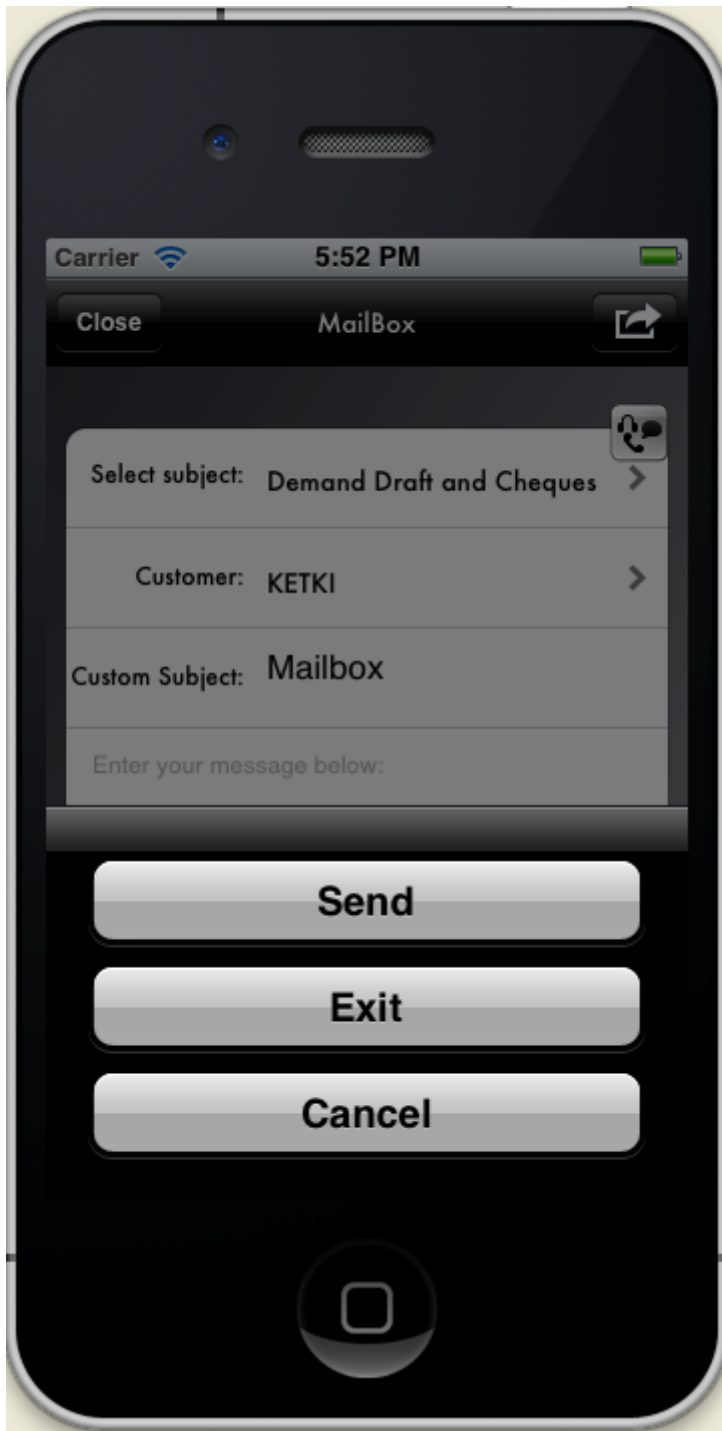 Carrier 5:52 PM
Close MailBox
Select subject: Demand Draft and Cheques
Customer: KETKI
Custom Subject: Mailbox
Enter your message below:
Send
Exit
Cancel